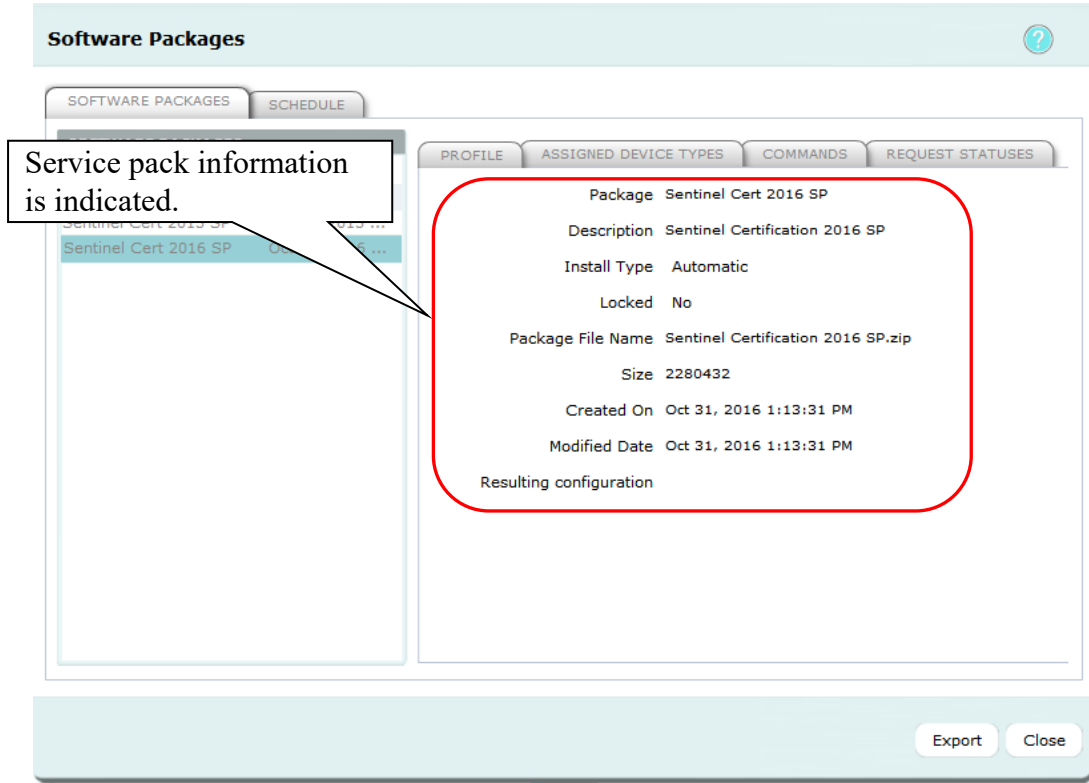 Software Packages
?
SOFTWARE PACKAGES SCHEDULE
Service pack information
is indicated.
Sentinel Cert 2016 SP
PROFILE ASSIGNED DEVICE TYPES COMMANDS REQUEST STATUSES
Package Sentinel Cert 2016 SP
Description Sentinel Certification 2016 SP
Install Type Automatic
Locked No
Package File Name Sentinel Certification 2016 SP.zip
Size 2280432
Created On Oct 31, 2016 1:13:31 PM
Modified Date Oct 31, 2016 1:13:31 PM
Resulting configuration
Export Close